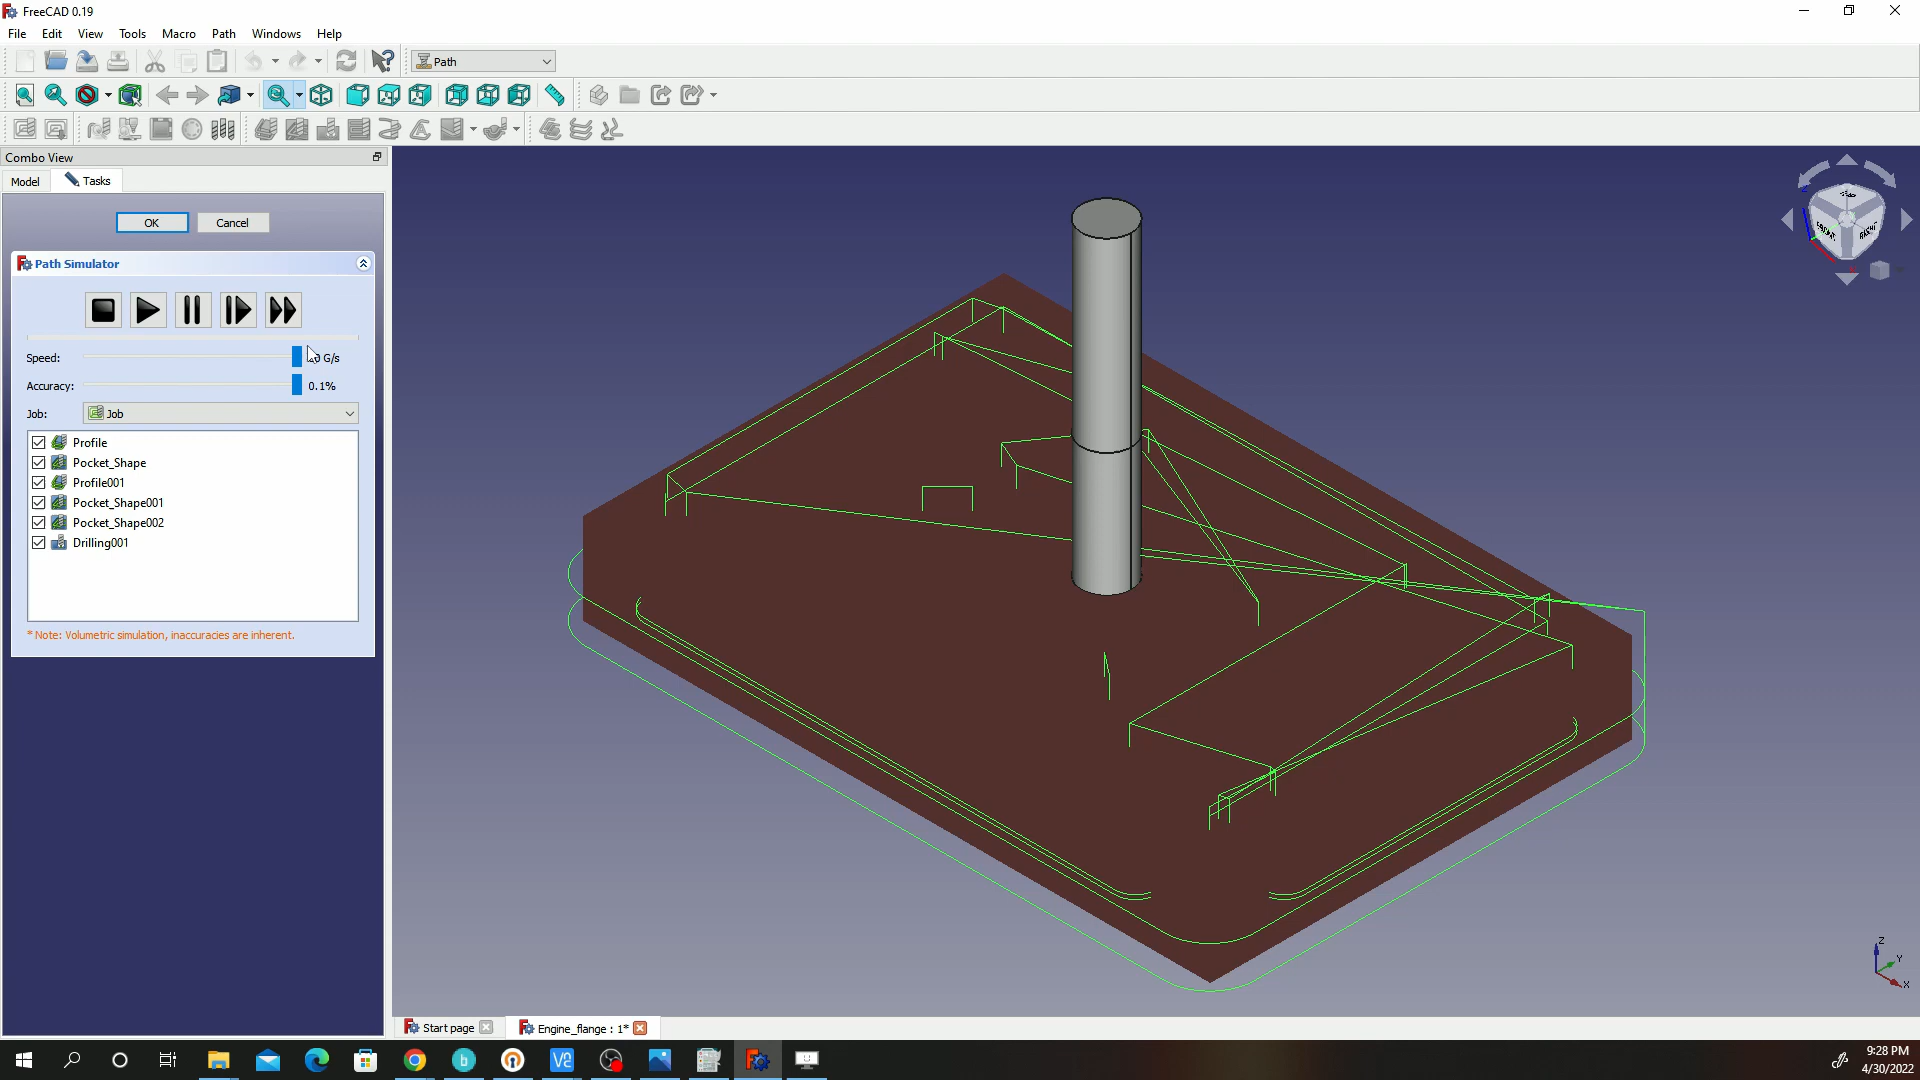 FreeCAD 0.19
File Edit View Tools Macro Path Windows Help
Path
Combo View
Model Tasks
OK Cancel
Path Simulator
Speed: G/s
Accuracy: 0.1%
Job: Job
Profile
Pocket_Shape
Profile001
Pocket_Shape001
Pocket_Shape002
Drilling001
* Note: Volumetric simulation, inaccuracies are inherent.
Z
Y
X
Start page Engine_flange : 1*
9:28 PM
4/30/2022